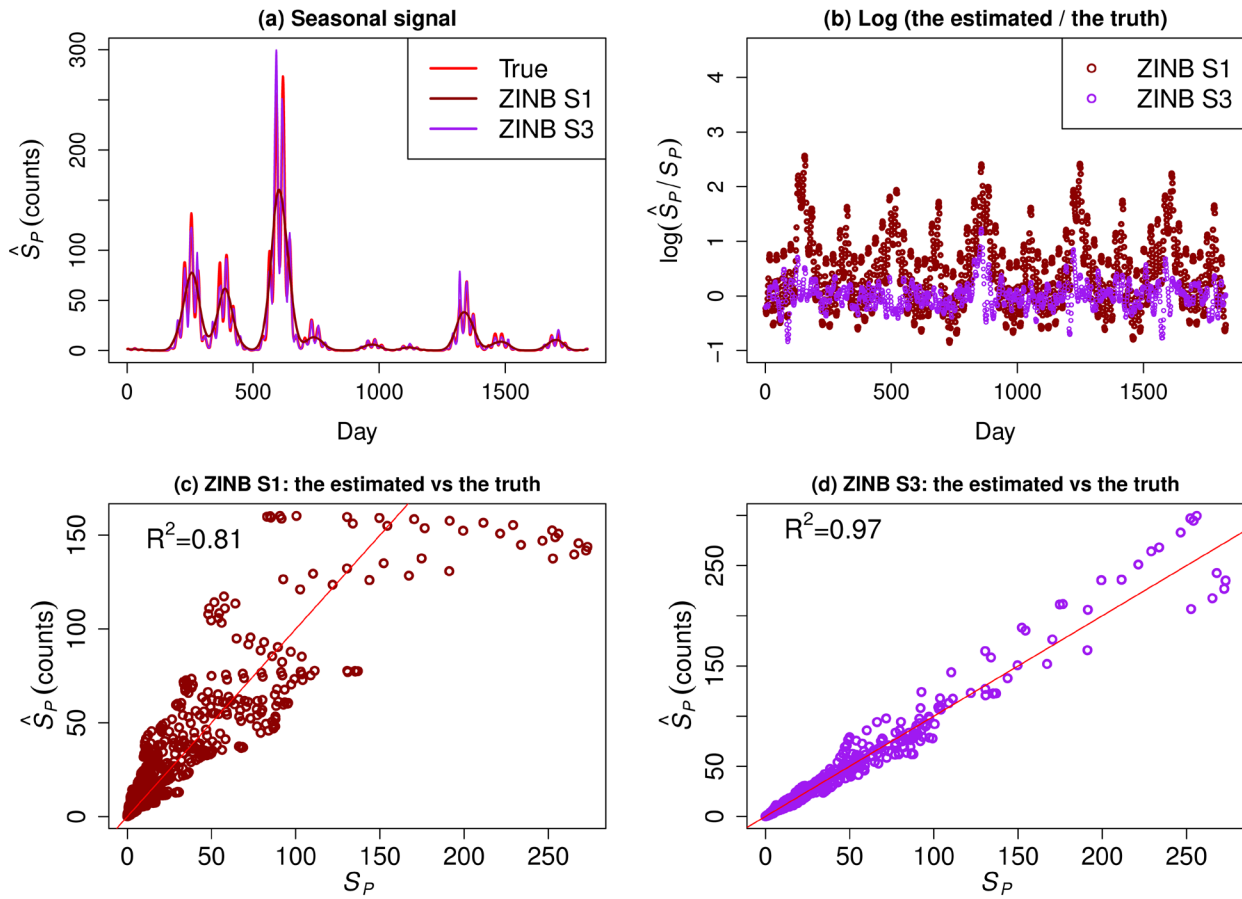 (a) Seasonal signal
300
200
100
50
0
Ŝ_P (counts)
True
ZINB S1
ZINB S3
0
500
1000
1500
Day
(b) Log (the estimated / the truth)
4
3
2
1
0
−1
log( Ŝ_P / S_P )
ZINB S1
ZINB S3
0
500
1000
1500
Day
(c) ZINB S1: the estimated vs the truth
R²=0.81
150
100
50
0
Ŝ_P (counts)
0
50
100
150
200
250
S_P
(d) ZINB S3: the estimated vs the truth
R²=0.97
250
150
50
0
Ŝ_P (counts)
0
50
100
150
200
250
S_P